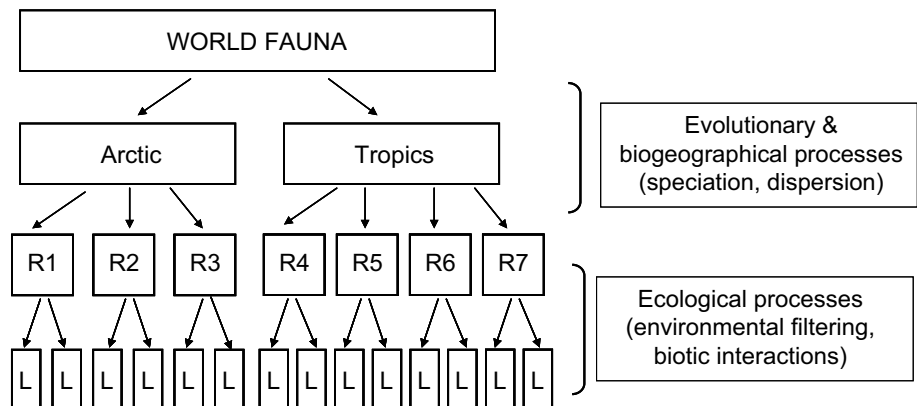 WORLD FAUNA
Evolutionary &
biogeographical processes
(speciation, dispersion)
Arctic
Tropics
R1
R2
R3
R4
R5
R6
R7
Ecological processes
(environmental filtering,
biotic interactions)
L
L
L
L
L
L
L
L
L
L
L
L
L
L